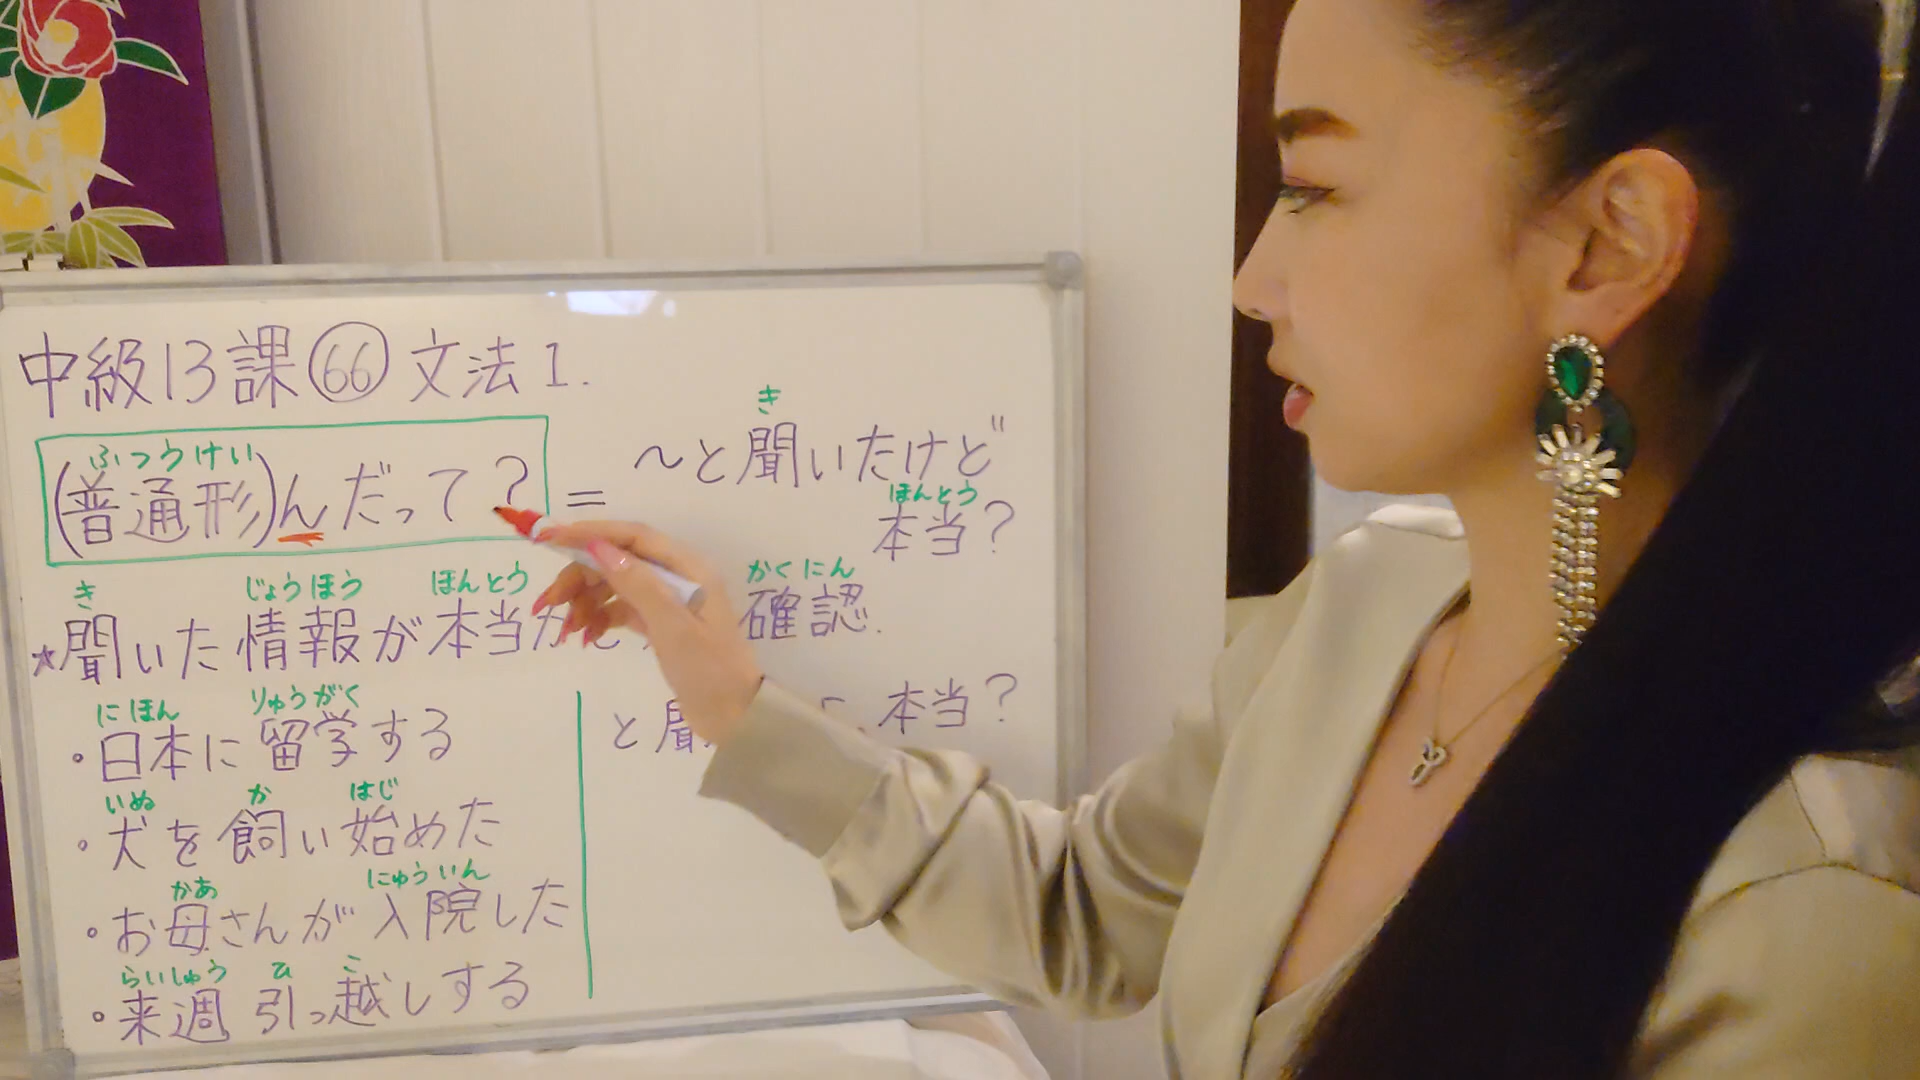 中級13課 66 文法1.
ふつうけい
(普通形)んだって?
=
き
〜と聞いたけど
ほんとう
本当?
き じょうほう ほんとう かくにん
★聞いた情報が本当か 確認.
にほん りゅうがく
・日本に留学する
いぬ か はじ
・犬を飼い始めた
かあ にゅういん
・お母さんが入院した
らいしゅう ひ こ
・来週引っ越しする
と聞 、本当?